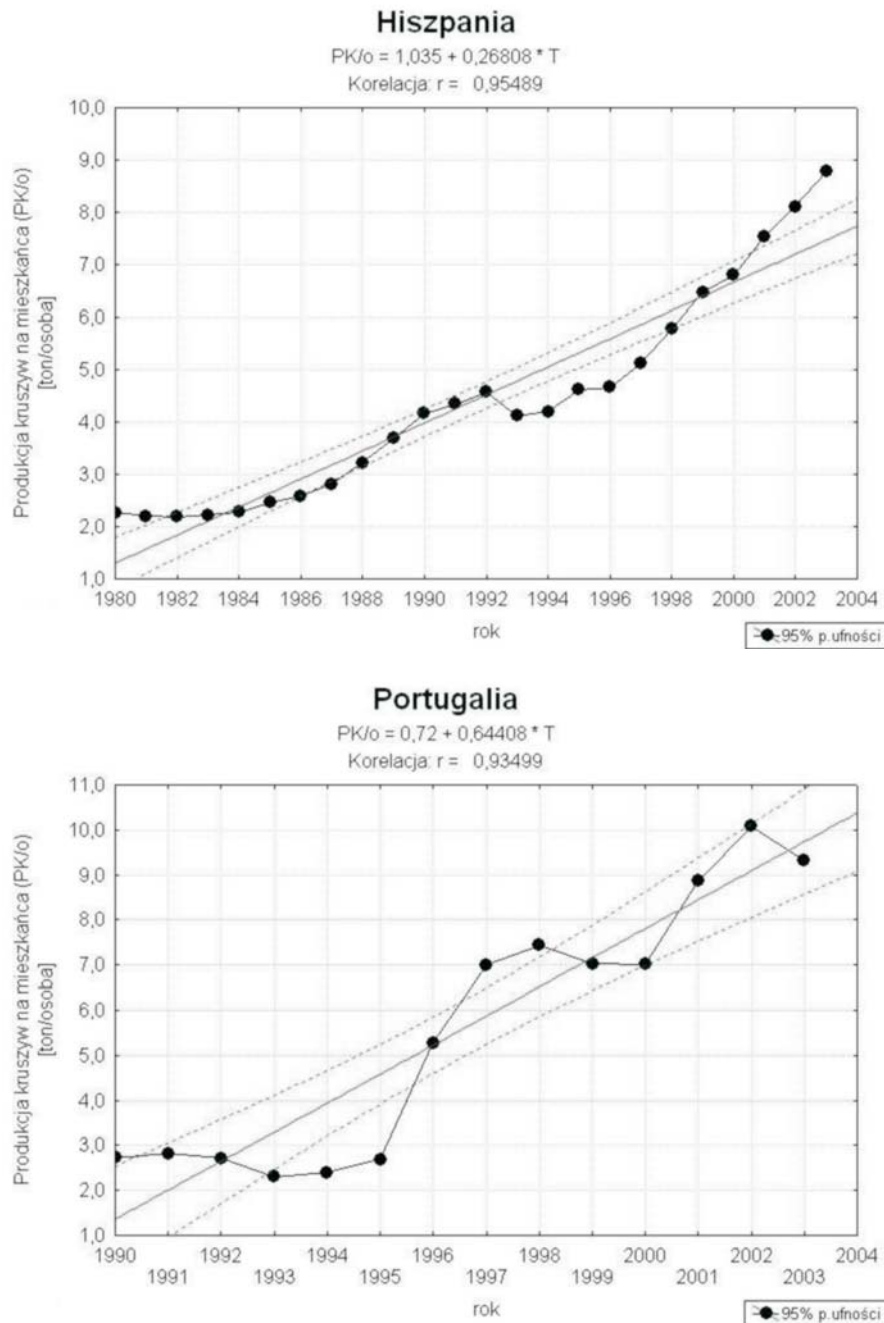 Hiszpania
PK/o = 1,035 + 0,26808 * T
Korelacja: r = 0,95489
Produkcja kruszyw na mieszkańca (PK/o)
[ton/osoba]
10,0
9,0
8,0
7,0
6,0
5,0
4,0
3,0
2,0
1,0
1980 1982 1984 1986 1988 1990 1992 1994 1996 1998 2000 2002 2004
rok
95% p.ufności
Portugalia
PK/o = 0,72 + 0,64408 * T
Korelacja: r = 0,93499
Produkcja kruszyw na mieszkańca (PK/o)
[ton/osoba]
11,0
10,0
9,0
8,0
7,0
6,0
5,0
4,0
3,0
2,0
1,0
1990 1992 1994 1996 1998 2000 2002 2004
1991 1993 1995 1997 1999 2001 2003
rok
95% p.ufności